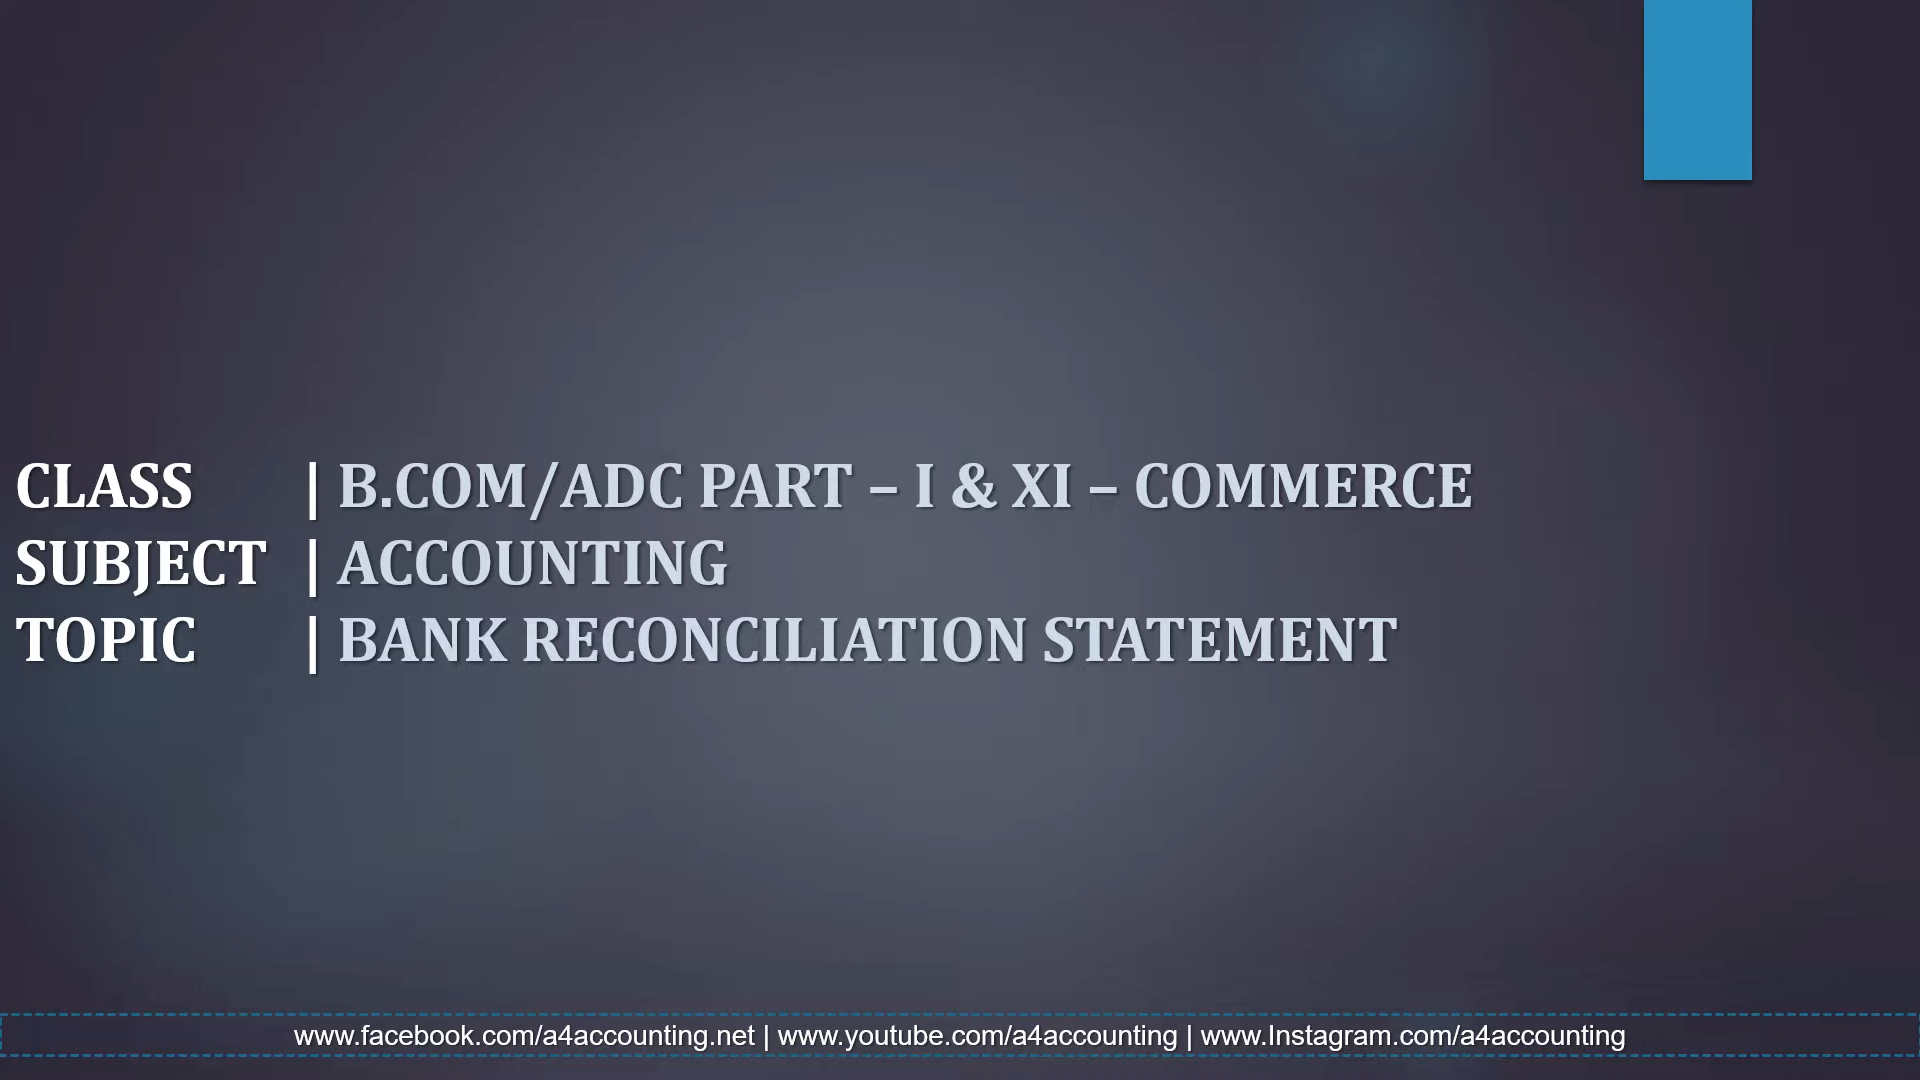 CLASS | B.COM/ADC PART – I & XI – COMMERCE
SUBJECT | ACCOUNTING
TOPIC | BANK RECONCILIATION STATEMENT
www.facebook.com/a4accounting.net | www.youtube.com/a4accounting | www.Instagram.com/a4accounting